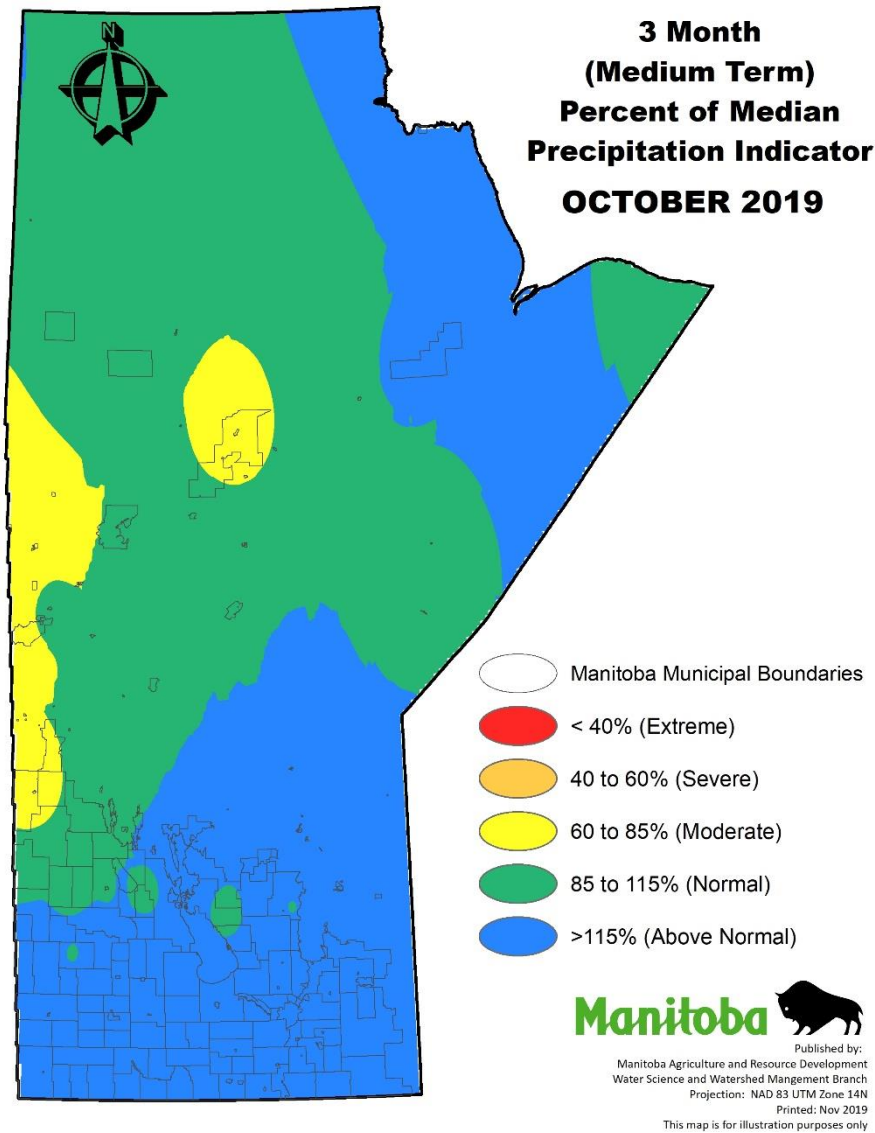 N
3 Month
(Medium Term)
Percent of Median
Precipitation Indicator
OCTOBER 2019
Manitoba Municipal Boundaries
< 40% (Extreme)
40 to 60% (Severe)
60 to 85% (Moderate)
85 to 115% (Normal)
>115% (Above Normal)
Manitoba
Published by:
Manitoba Agriculture and Resource Development
Water Science and Watershed Mangement Branch
Projection: NAD 83 UTM Zone 14N
Printed: Nov 2019
This map is for illustration purposes only